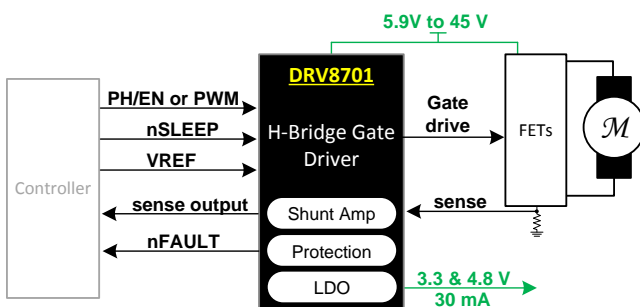 5.9V to 45 V
DRV8701
PH/EN or PWM
nSLEEP
VREF
Controller
sense output
nFAULT
H-Bridge Gate
Driver
Shunt Amp
Protection
LDO
Gate
drive
sense
FETs
M
3.3 & 4.8 V
30 mA